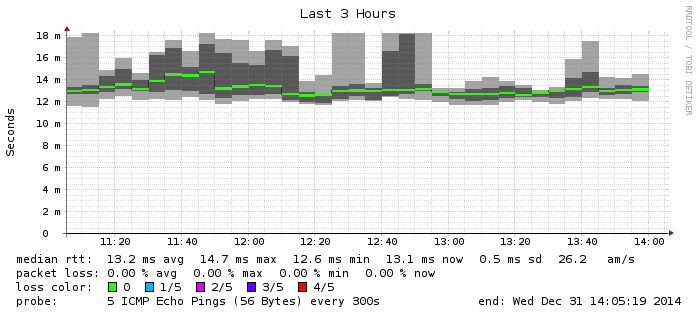 Last 3 Hours
RRDTOOL / TOBI OETIKER
Seconds
18 m
16 m
14 m
12 m
10 m
8 m
6 m
4 m
2 m
0
11:20 11:40 12:00 12:20 12:40 13:00 13:20 13:40 14:00
median rtt: 13.2 ms avg 14.7 ms max 12.6 ms min 13.1 ms now 0.5 ms sd 26.2 am/s
packet loss: 0.00 % avg 0.00 % max 0.00 % min 0.00 % now
loss color: 0 1/5 2/5 3/5 4/5
probe: 5 ICMP Echo Pings (56 Bytes) every 300s end: Wed Dec 31 14:05:19 2014